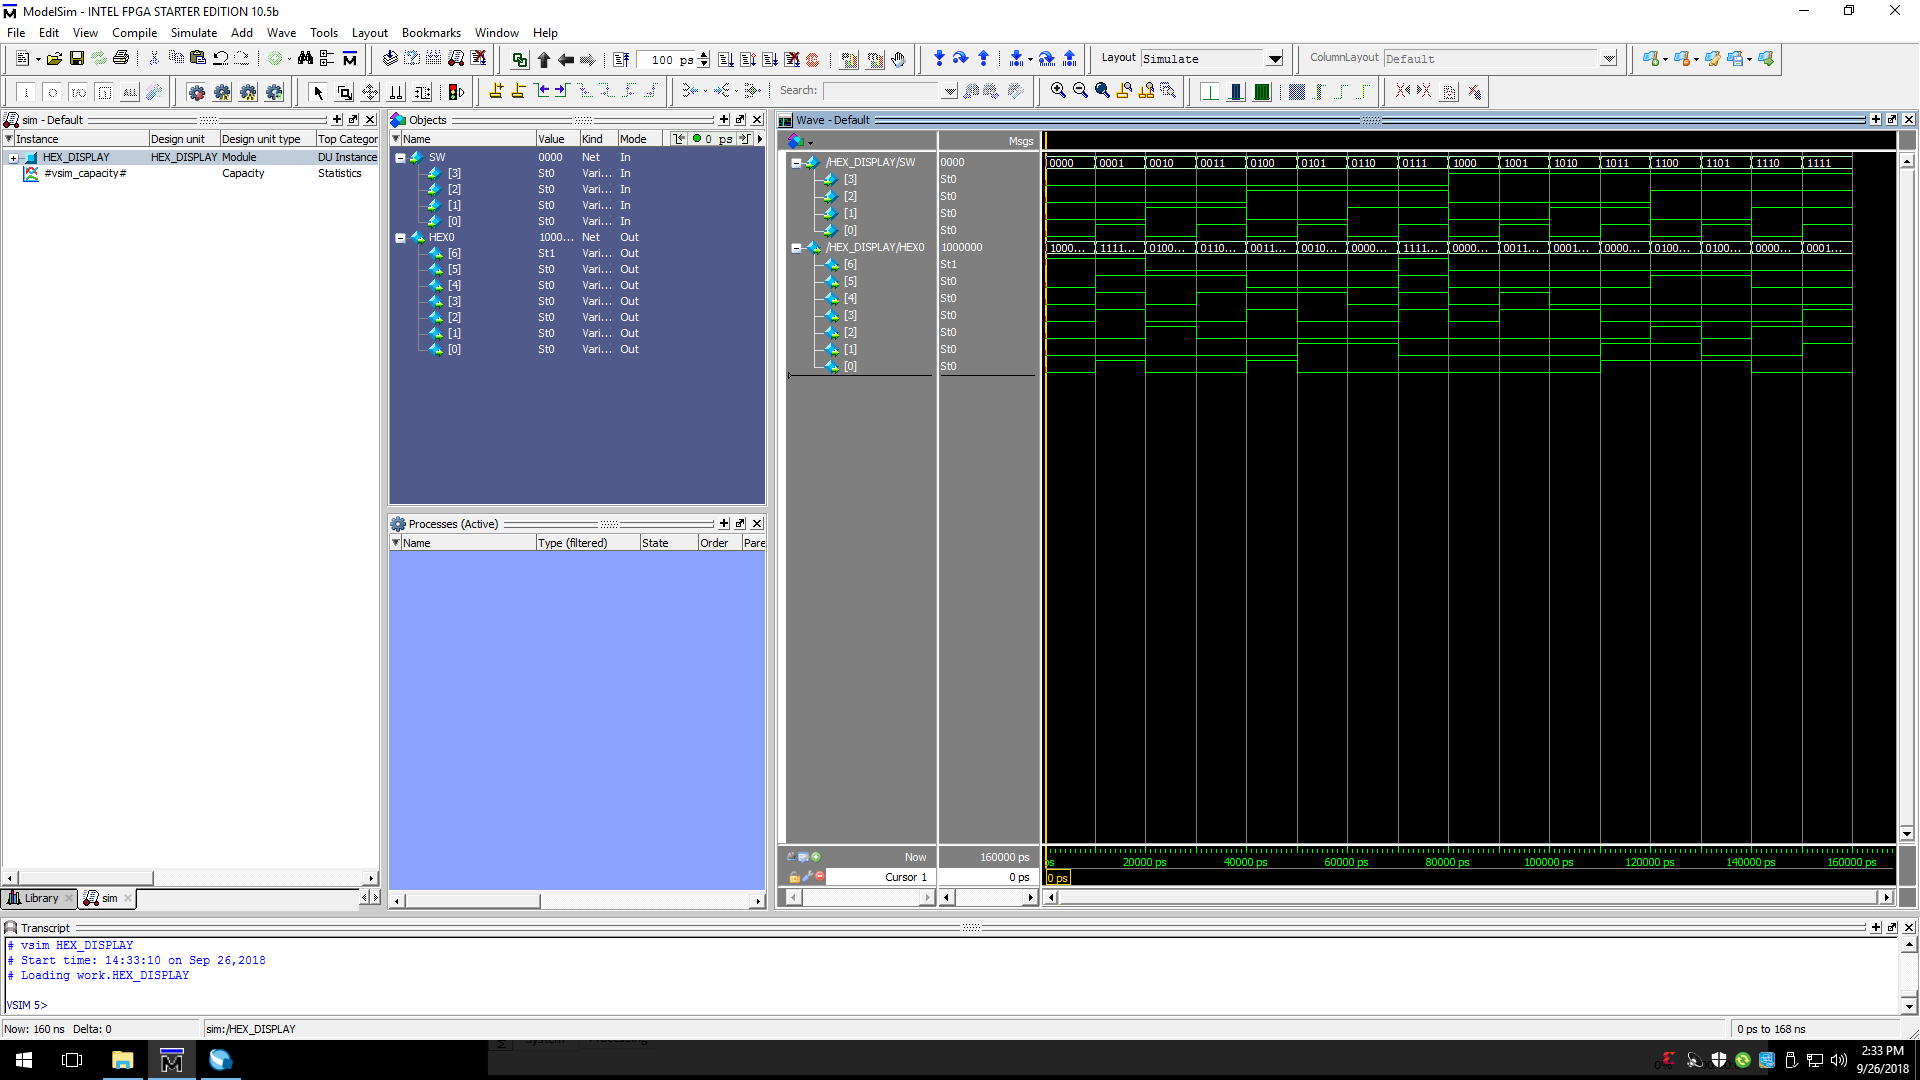 ModelSim - INTEL FPGA STARTER EDITION 10.5b
File Edit View Compile Simulate Add Wave Tools Layout Bookmarks Window Help
100 ps Layout Simulate ColumnLayout Default
ALL Search:
sim - Default
Instance Design unit Design unit type Top Categor
HEX_DISPLAY HEX_DISPLAY Module DU Instance
#vsim_capacity# Capacity Statistics
Library sim
Objects
Name Value Kind Mode 0 ps
SW 0000 Net In
[3] St0 Vari... In
[2] St0 Vari... In
[1] St0 Vari... In
[0] St0 Vari... In
HEX0 1000... Net Out
[6] St1 Vari... Out
[5] St0 Vari... Out
[4] St0 Vari... Out
[3] St0 Vari... Out
[2] St0 Vari... Out
[1] St0 Vari... Out
[0] St0 Vari... Out
Processes (Active)
Name Type (filtered) State Order Pare
Wave - Default
Msgs
/HEX_DISPLAY/SW 0000 0000 0001 0010 0011 0100 0101 0110 0111 1000 1001 1010 1011 1100 1101 1110 1111
[3] St0
[2] St0
[1] St0
[0] St0
/HEX_DISPLAY/HEX0 1000000 1000... 1111... 0100... 0110... 0011... 0010... 0000... 1111... 0000... 0011... 0001... 0000... 0100... 0100... 0000... 0001...
[6] St1
[5] St0
[4] St0
[3] St0
[2] St0
[1] St0
[0] St0
Now 160000 ps ps 20000 ps 40000 ps 60000 ps 80000 ps 100000 ps 120000 ps 140000 ps 160000 ps
Cursor 1 0 ps 0 ps
Transcript
# vsim HEX_DISPLAY
# Start time: 14:33:10 on Sep 26,2018
# Loading work.HEX_DISPLAY
VSIM 5>
Now: 160 ns Delta: 0 sim:/HEX_DISPLAY 0 ps to 168 ns
2:33 PM
9/26/2018